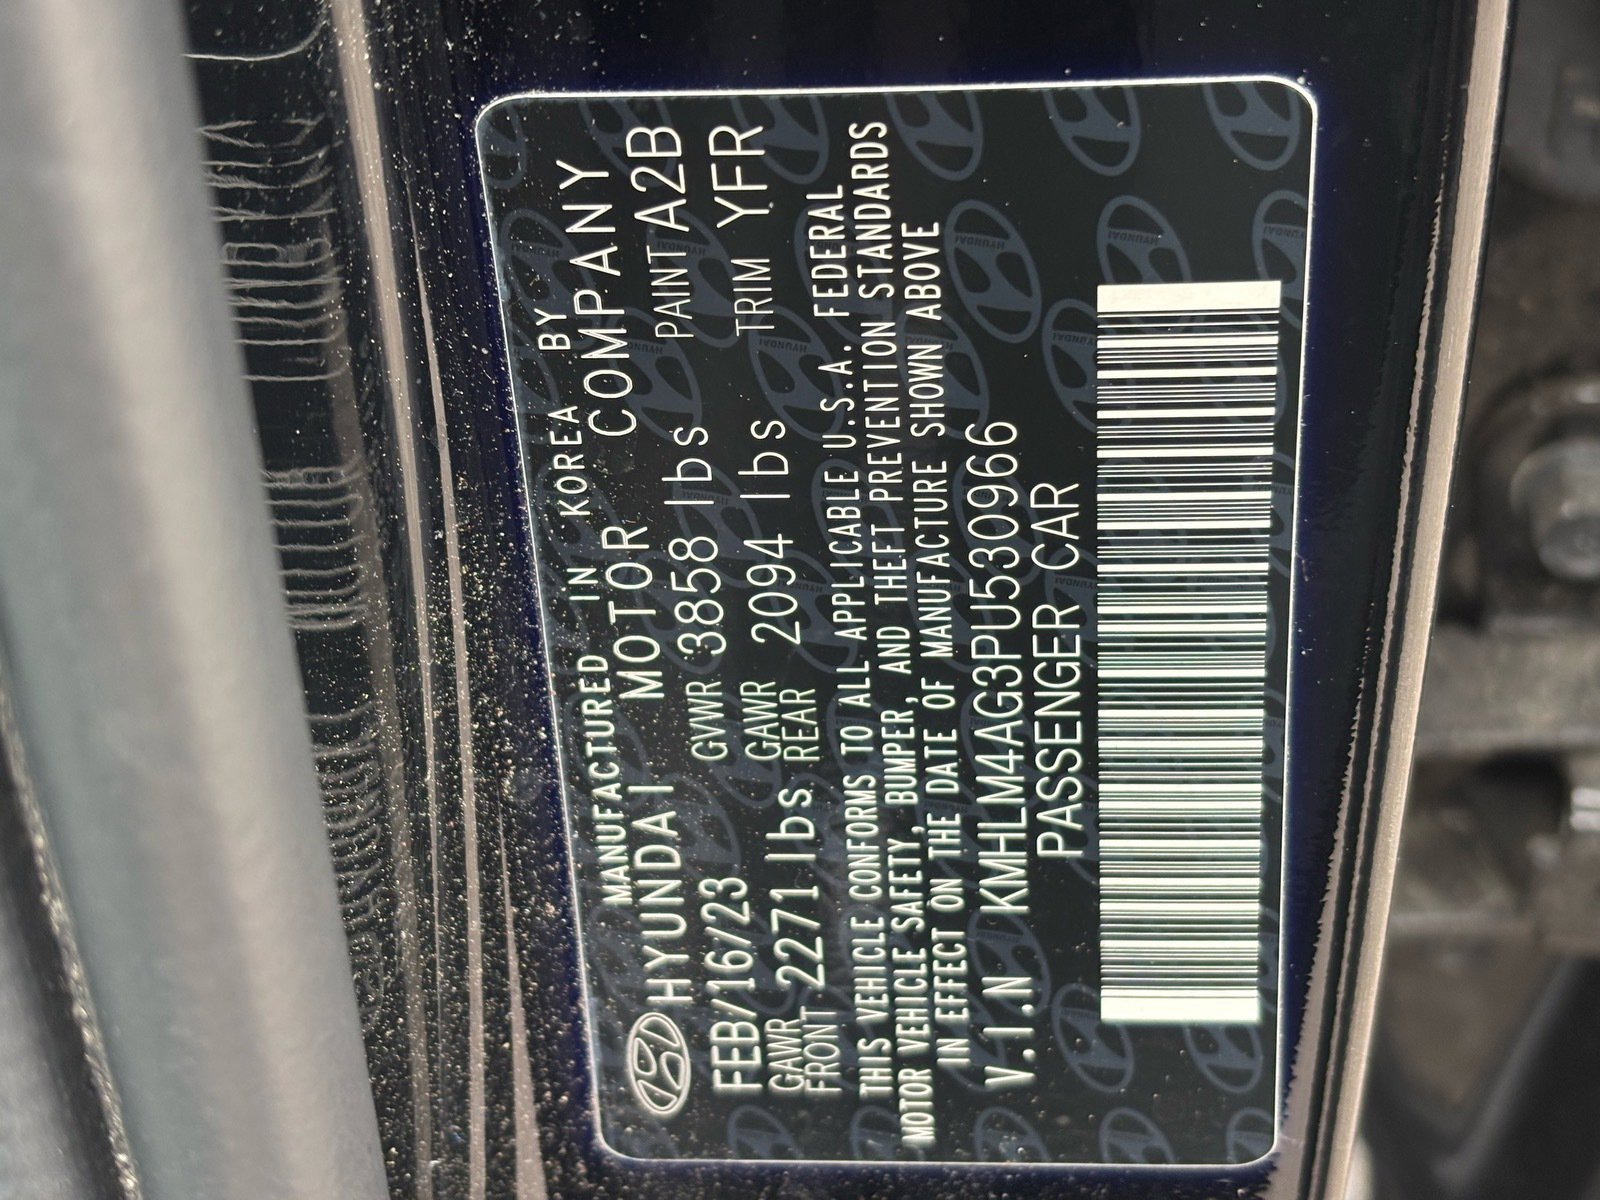 MANUFACTURED IN KOREA BY
HYUNDAI MOTOR COMPANY
FEB/16/23 GVWR 3858 lbs PAINT A2B
GAWR FRONT 2271 lbs GAWR REAR 2094 lbs TRIM YFR
THIS VEHICLE CONFORMS TO ALL APPLICABLE U.S.A. FEDERAL
MOTOR VEHICLE SAFETY, BUMPER, AND THEFT PREVENTION STANDARDS
IN EFFECT ON THE DATE OF MANUFACTURE SHOWN ABOVE
V.I.N KMHLM4AG3PU530966
PASSENGER CAR